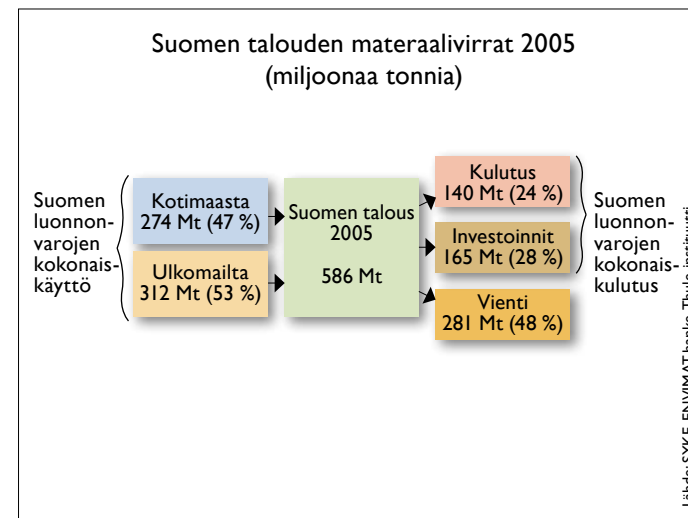 Suomen talouden materaalivirrat 2005
(miljoonaa tonnia)
Suomen
luonnon-
varojen
kokonais-
käyttö
Kotimaasta
274 Mt (47 %)
Ulkomailta
312 Mt (53 %)
Suomen talous
2005
586 Mt
Kulutus
140 Mt (24 %)
Investoinnit
165 Mt (28 %)
Vienti
281 Mt (48 %)
Suomen
luonnon-
varojen
kokonais-
kulutus
Lähde: SYKE, ENVIMAT-hanke, Thule-instituutti